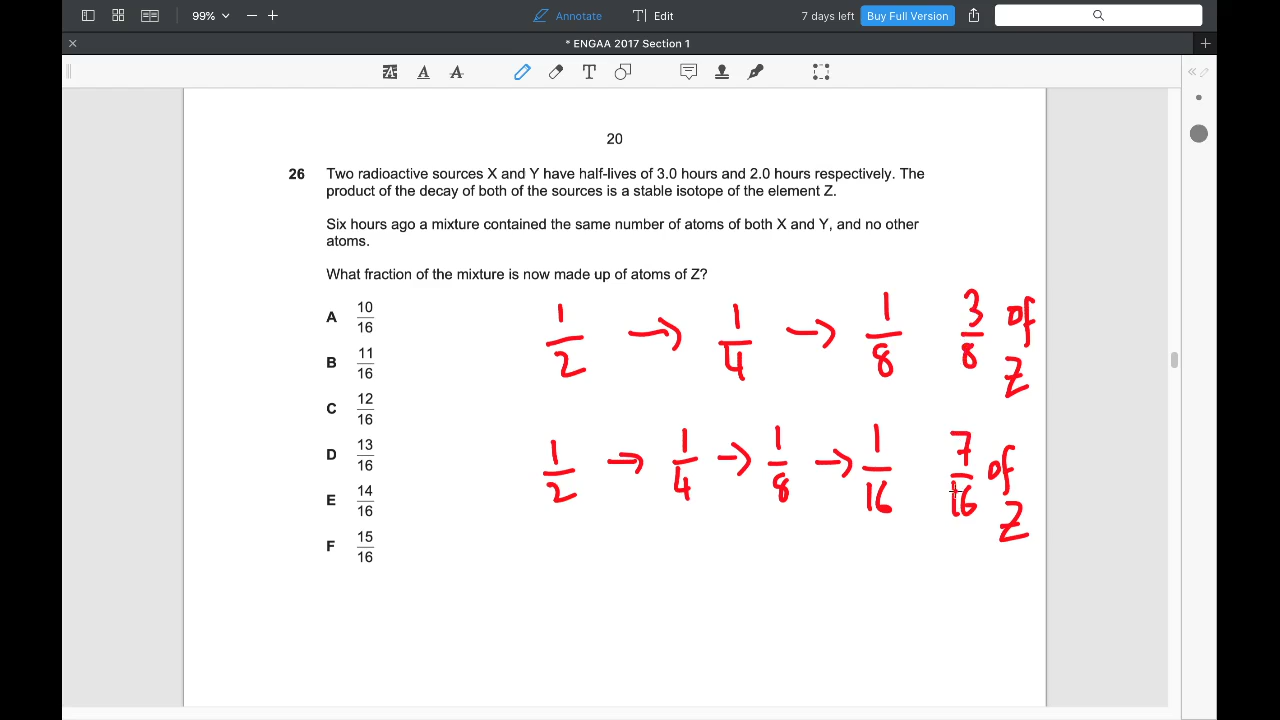 99% Annotate Edit 7 days left Buy Full Version
* ENGAA 2017 Section 1
A A A T
20
26 Two radioactive sources X and Y have half-lives of 3.0 hours and 2.0 hours respectively. The
product of the decay of both of the sources is a stable isotope of the element Z.
Six hours ago a mixture contained the same number of atoms of both X and Y, and no other
atoms.
What fraction of the mixture is now made up of atoms of Z?
A 10/16
B 11/16
C 12/16
D 13/16
E 14/16
F 15/16
1/2 → 1/4 → 1/8 3/8 of
Z
1/2 → 1/4 → 1/8 → 1/16 7/16 of
Z